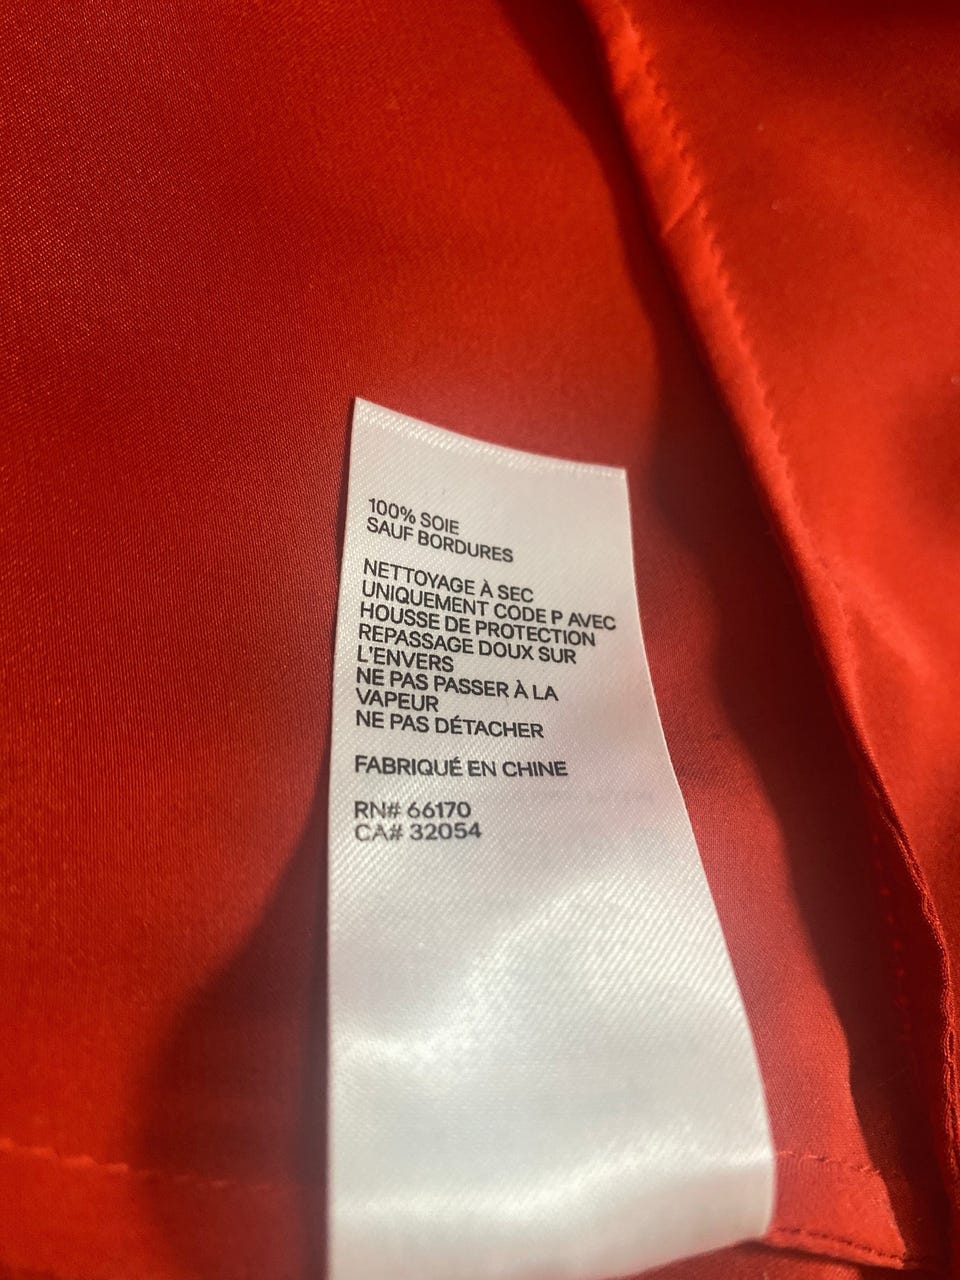 100% SOIE
SAUF BORDURES
NETTOYAGE À SEC
UNIQUEMENT CODE P AVEC
HOUSSE DE PROTECTION
REPASSAGE DOUX SUR
L'ENVERS
NE PAS PASSER À LA
VAPEUR
NE PAS DÉTACHER
FABRIQUÉ EN CHINE
RN# 66170
CA# 32054